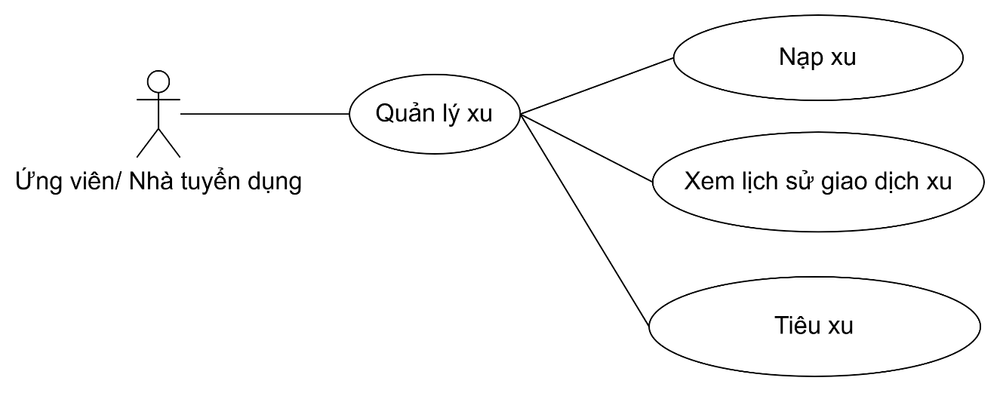 Nạp xu
Quản lý xu
Ứng viên/ Nhà tuyển dụng
Xem lịch sử giao dịch xu
Tiêu xu